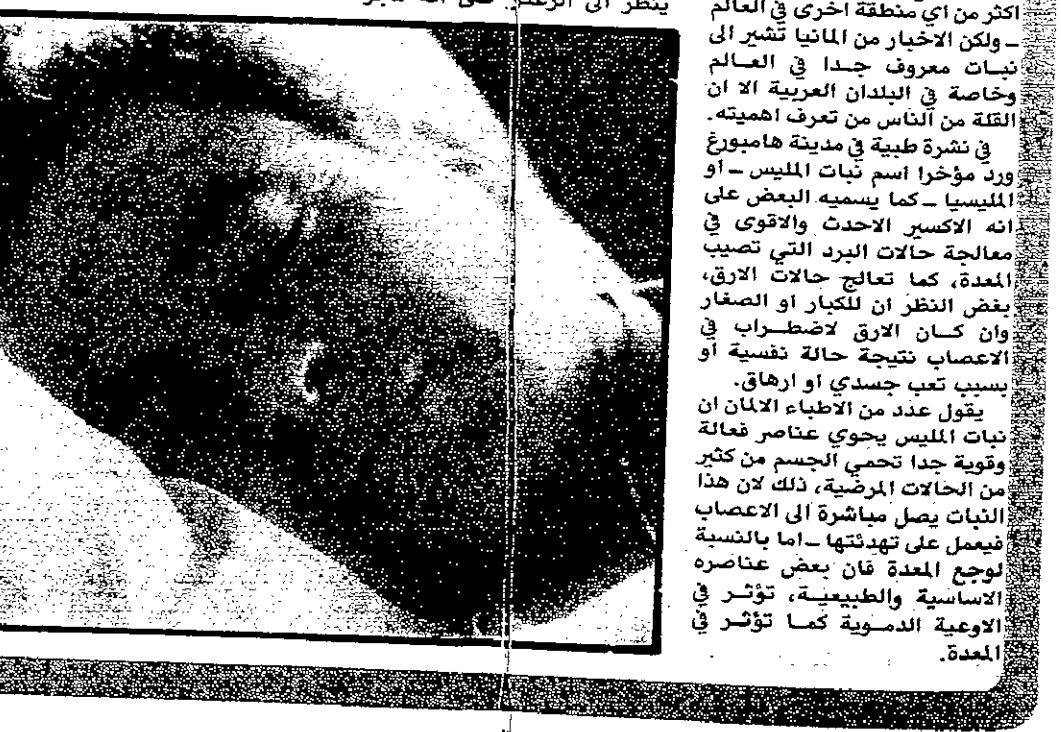 اكثر من اي منطقة اخرى في العالم
ـ ولكن الاخبار من المانيا تشير الى
نبات معروف جدا في العالم
وخاصة في البلدان العربية الا ان
القلة من الناس من تعرف اهميته.
في نشرة طبية في مدينة هامبورغ
ورد مؤخرا اسم نبات المليس ـ او
المليسيا ـ كما يسميه البعض على
انه الاكسير الاحدث والاقوى في
معالجة حالات البرد التي تصيب
المعدة، كما تعالج حالات الارق،
بغض النظر ان للكبار او الصغار
وان كان الارق لاضطراب في
الاعصاب نتيجة حالة نفسية او
بسبب تعب جسدي او ارهاق.
يقول عدد من الاطباء الالمان ان
نبات المليس يحوي عناصر فعالة
وقوية جدا تحمي الجسم من كثير
من الحالات المرضية، ذلك لان هذا
النبات يصل مباشرة الى الاعصاب
فيعمل على تهدئتها ـ اما بالنسبة
لوجع المعدة فان بعض عناصره
الاساسية والطبيعية، تؤثر في
الاوعية الدموية كما تؤثر في
المعدة.
ينظر الى